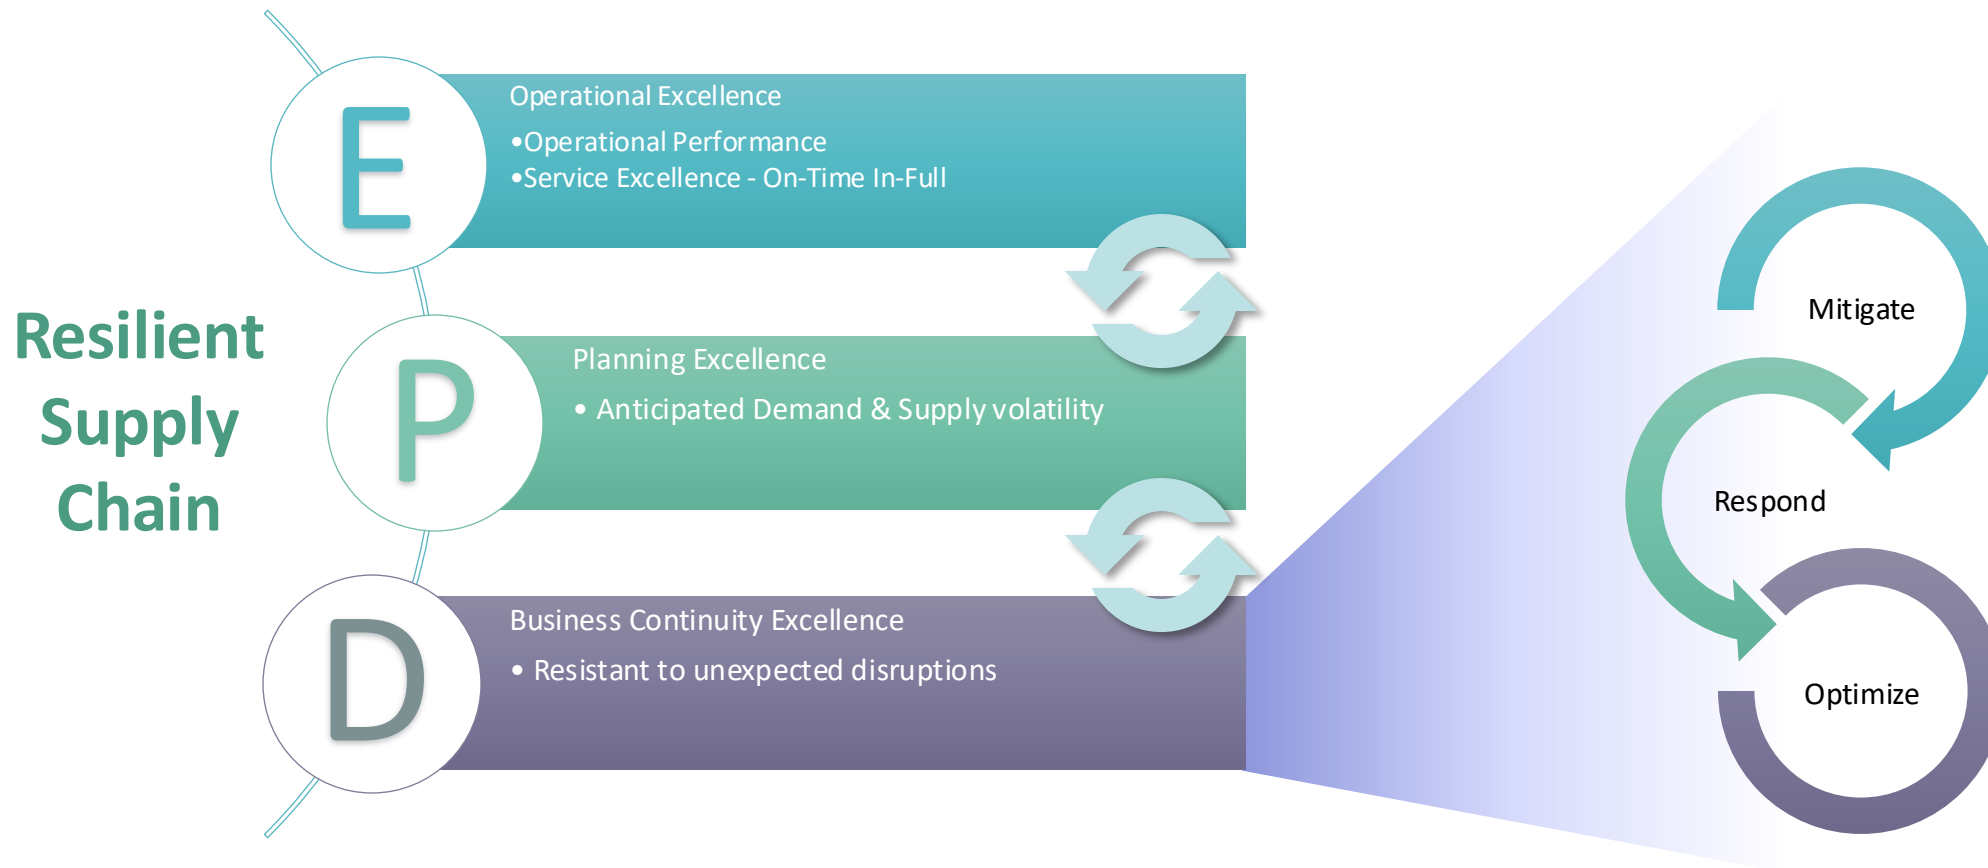 Resilient
Supply
Chain
E
Operational Excellence
•Operational Performance
•Service Excellence - On-Time In-Full
P
Planning Excellence
• Anticipated Demand & Supply volatility
D
Business Continuity Excellence
• Resistant to unexpected disruptions
Mitigate
Respond
Optimize